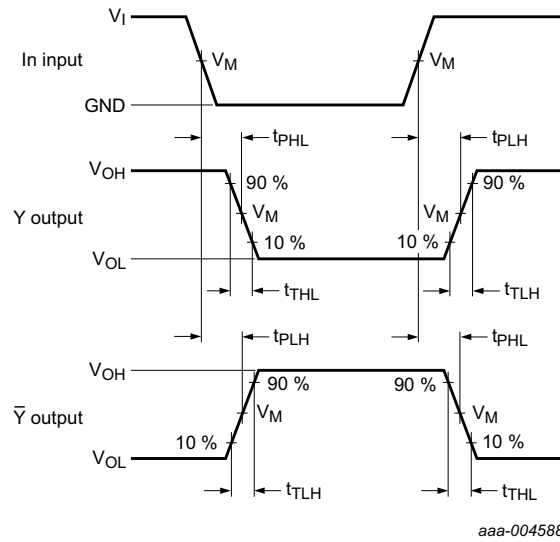 V_I
In input
V_M
V_M
GND
t_PHL
t_PLH
V_OH
90 %
90 %
Y output
V_M
V_M
10 %
10 %
V_OL
t_THL
t_TLH
t_PLH
t_PHL
V_OH
90 %
90 %
Y̅ output
V_M
V_M
10 %
10 %
V_OL
t_TLH
t_THL
aaa-004588